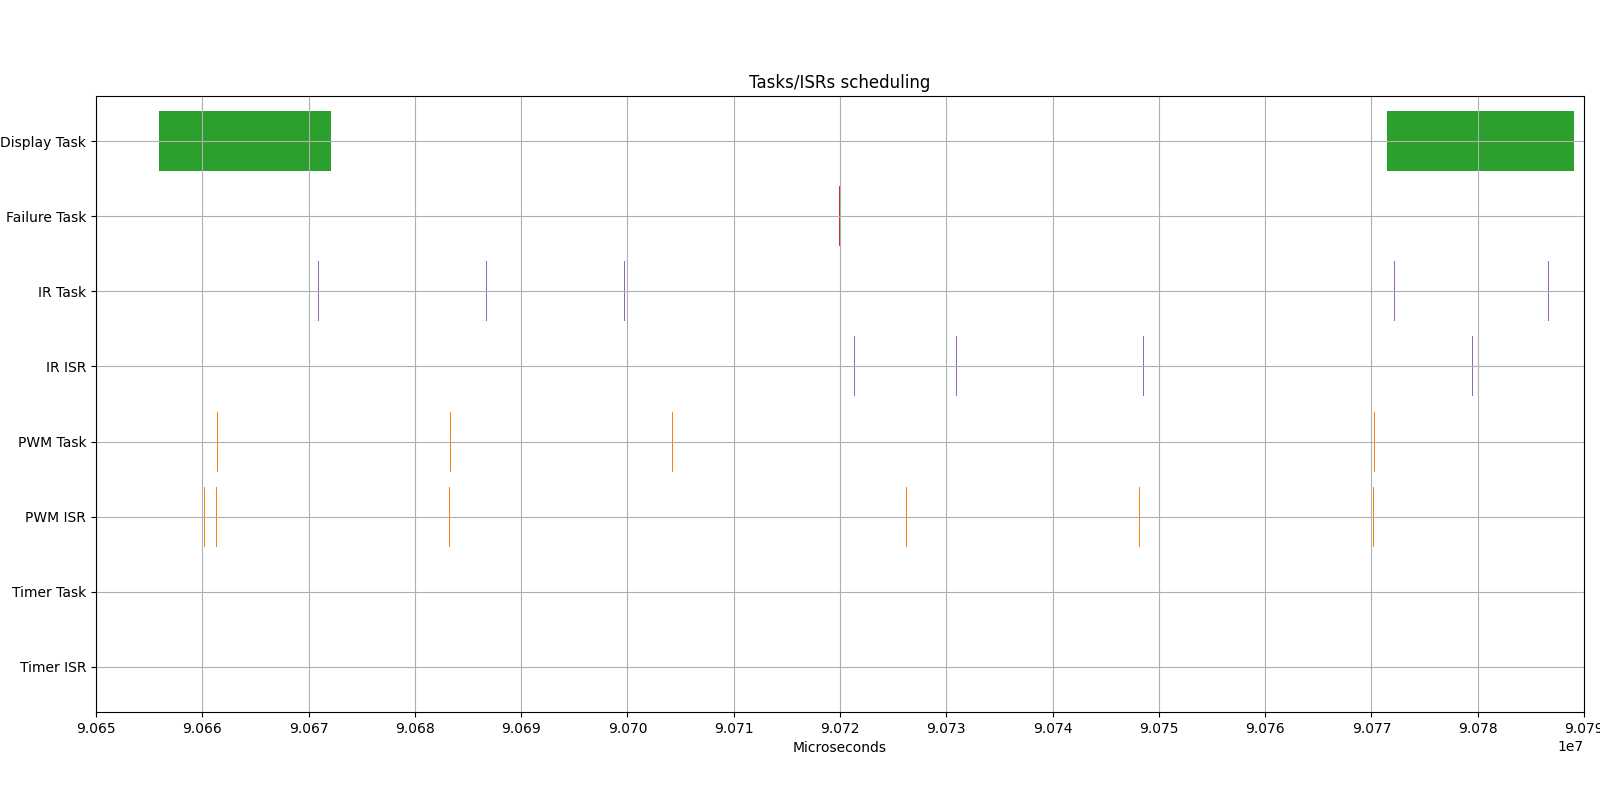 Tasks/ISRs scheduling
Display Task
Failure Task
IR Task
IR ISR
PWM Task
PWM ISR
Timer Task
Timer ISR
9.065 9.066 9.067 9.068 9.069 9.070 9.071 9.072 9.073 9.074 9.075 9.076 9.077 9.078 9.079
Microseconds
1e7